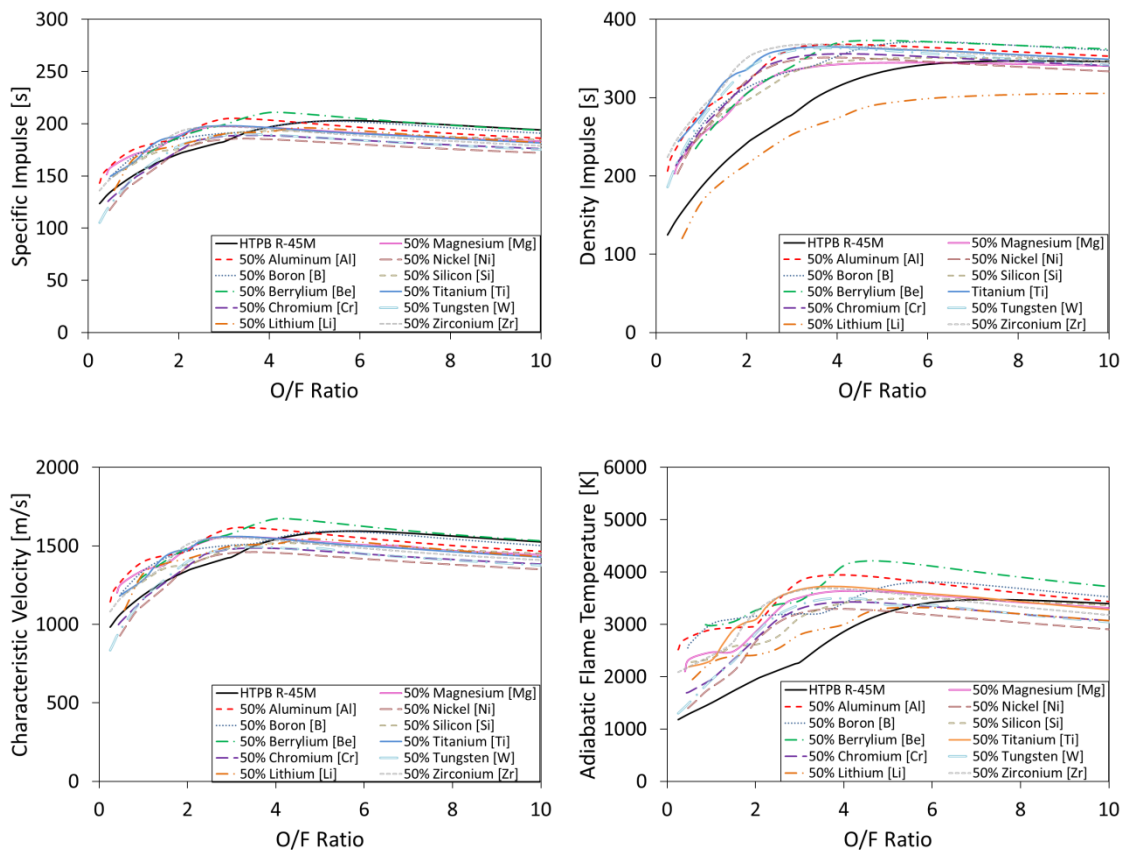 Specific Impulse [s]
300
250
200
150
100
50
0
HTPB R-45M
50% Magnesium [Mg]
50% Aluminum [Al]
50% Nickel [Ni]
50% Boron [B]
50% Silicon [Si]
50% Berrylium [Be]
50% Titanium [Ti]
50% Chromium [Cr]
50% Tungsten [W]
50% Lithium [Li]
50% Zirconium [Zr]
0 2 4 6 8 10
O/F Ratio
Density Impulse [s]
400
300
200
100
0
HTPB R-45M
50% Magnesium [Mg]
50% Aluminum [Al]
50% Nickel [Ni]
50% Boron [B]
50% Silicon [Si]
50% Berrylium [Be]
Titanium [Ti]
50% Chromium [Cr]
50% Tungsten [W]
50% Lithium [Li]
50% Zirconium [Zr]
0 2 4 6 8 10
O/F Ratio
Characteristic Velocity [m/s]
2000
1500
1000
500
0
HTPB R-45M
50% Magnesium [Mg]
50% Aluminum [Al]
50% Nickel [Ni]
50% Boron [B]
50% Silicon [Si]
50% Berrylium [Be]
50% Titanium [Ti]
50% Chromium [Cr]
50% Tungsten [W]
50% Lithium [Li]
50% Zirconium [Zr]
0 2 4 6 8 10
O/F Ratio
Adiabatic Flame Temperature [K]
6000
5000
4000
3000
2000
1000
0
HTPB R-45M
50% Magnesium [Mg]
50% Aluminum [Al]
50% Nickel [Ni]
50% Boron [B]
50% Silicon [Si]
50% Berrylium [Be]
50% Titanium [Ti]
50% Chromium [Cr]
50% Tungsten [W]
50% Lithium [Li]
50% Zirconium [Zr]
0 2 4 6 8 10
O/F Ratio